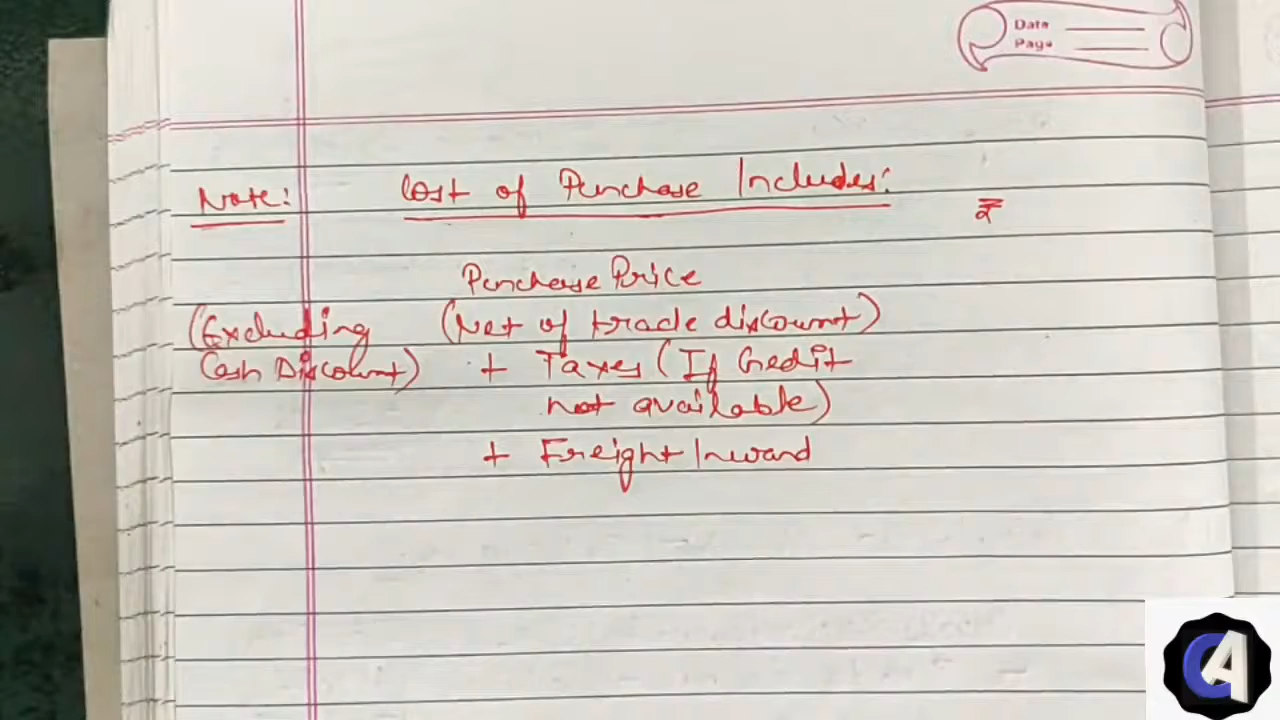 Date
Page
Note: Cost of Purchase Includes:
₹
Purchase Price
(Excluding (Net of trade discount)
Cash Discount) + Taxes (If Credit
not available)
+ Freight Inward
CA